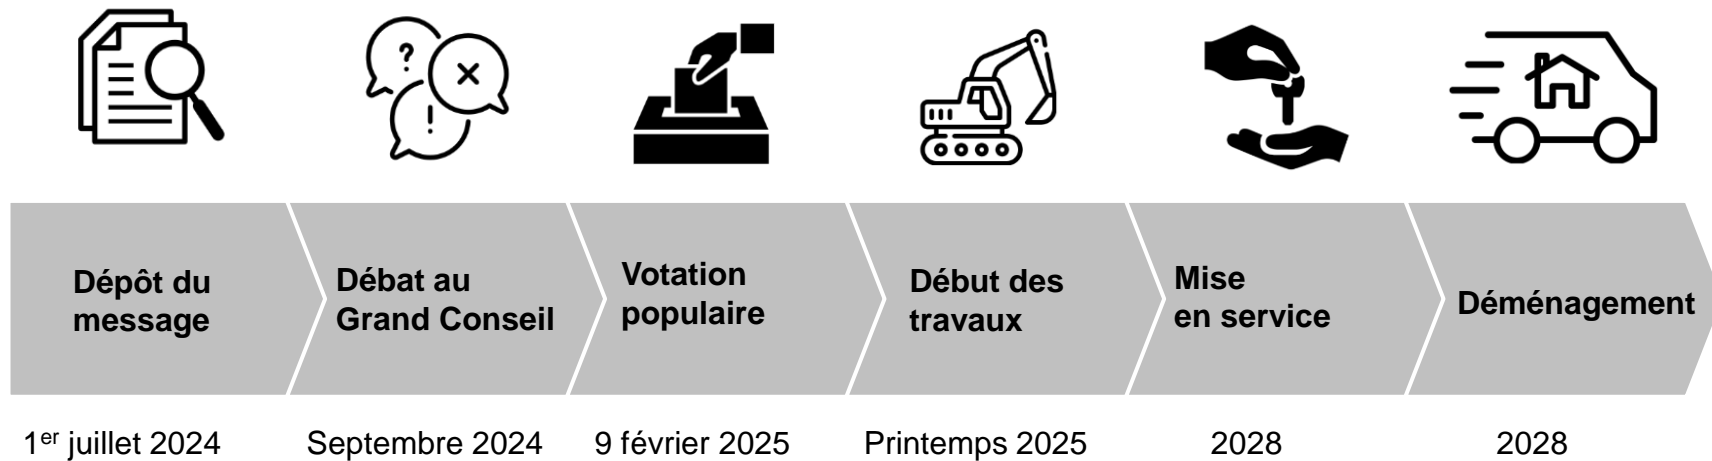 ?
!
Dépôt du
message
Débat au
Grand Conseil
Votation
populaire
Début des
travaux
Mise
en service
Déménagement
1er juillet 2024
Septembre 2024
9 février 2025
Printemps 2025
2028
2028